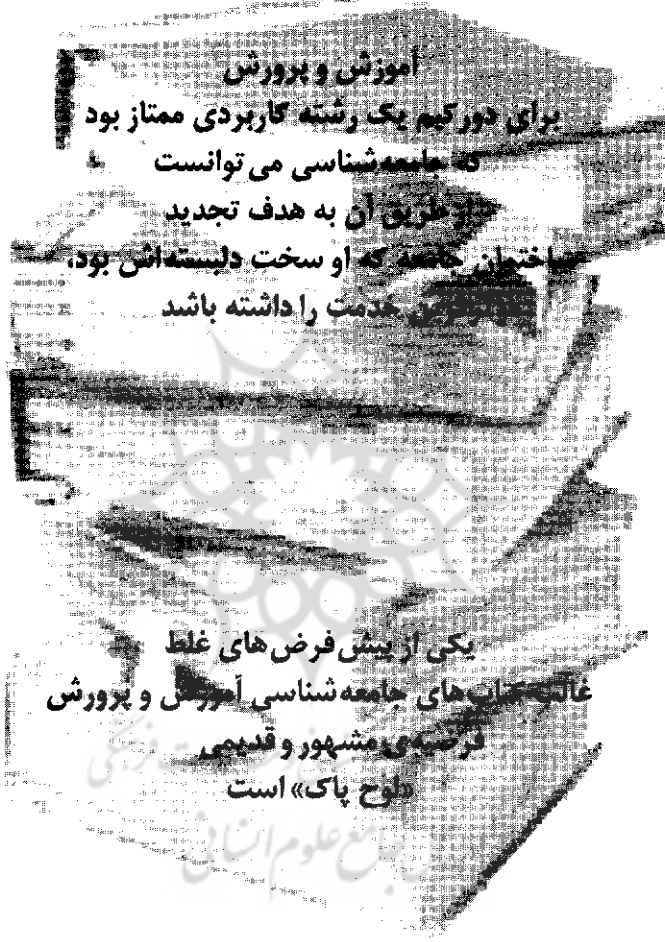 آموزش و پرورش
برای دورکیم یک رشته کاربردی ممتاز بود
که جامعه‌شناسی می‌توانست
از طریق آن به هدف تجدید
ساختمان جامعه که او سخت دلبسته‌اش بود،
خدمت را داشته باشد
یکی از پیش فرض‌های غلط
غالب کتاب‌های جامعه‌شناسی آموزش و پرورش
فرضیه‌ی مشهور و قدیمی
«لوح پاک» است